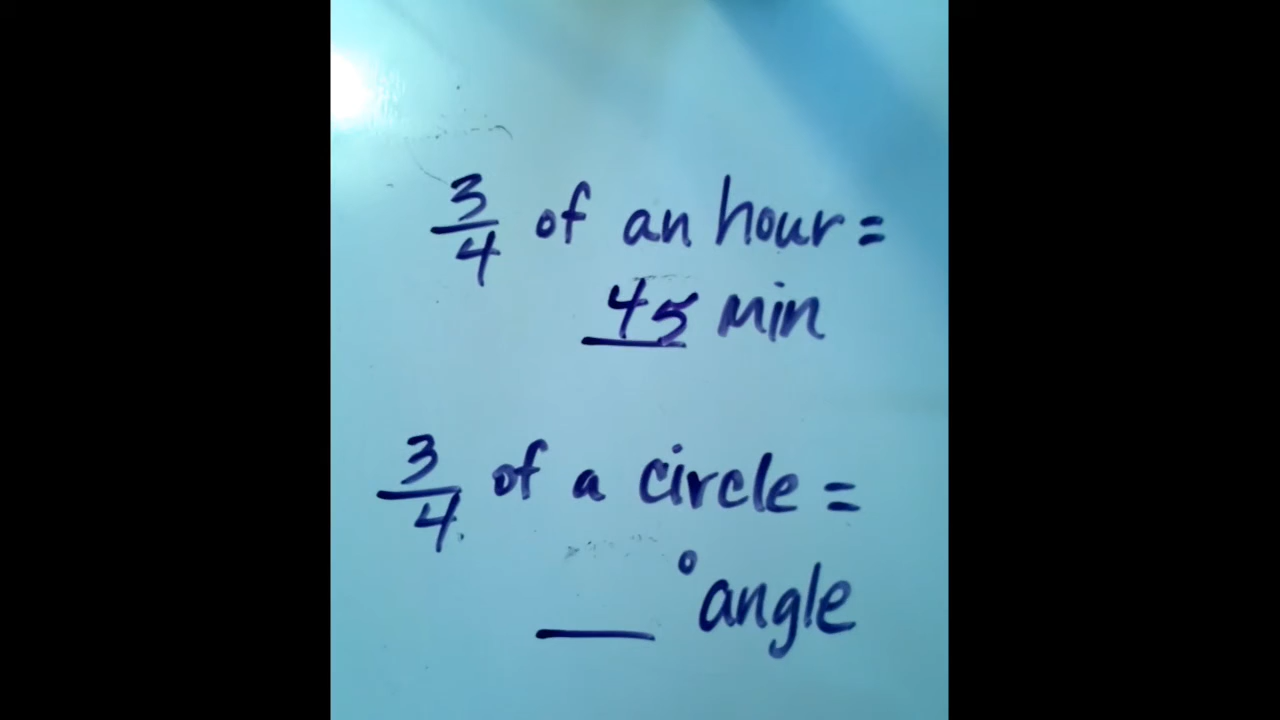 3/4 of an hour =
45 min
3/4 of a circle =
___ ° angle